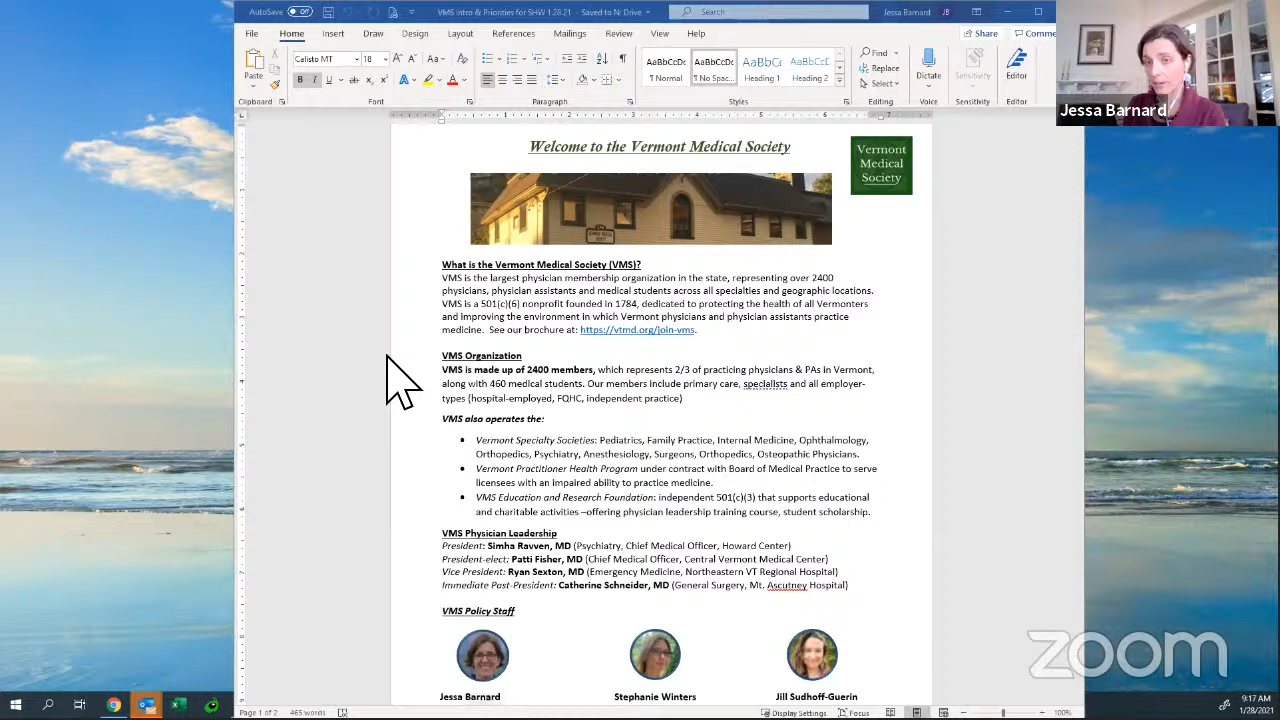 AutoSave Off
VMS Intro & Priorities for SHW 1.28.21 - Saved to N: Drive
Search
Jessa Barnard JB
File Home Insert Draw Design Layout References Mailings Review View Help
Share Comme
Paste
Calisto MT 18
Find
Replace
Select
AaBbCcDc AaBbCcDc AaBbCc AaBbCcD
¶ Normal ¶ No Spac... Heading 1 Heading 2
Dictate Sensitivity Editor
Clipboard Font Paragraph Styles Editing Voice Sensitivity Editor
Jessa Barnard
Welcome to the Vermont Medical Society
Vermont
Medical
Society
What is the Vermont Medical Society (VMS)?
VMS is the largest physician membership organization in the state, representing over 2400
physicians, physician assistants and medical students across all specialties and geographic locations.
VMS is a 501(c)(6) nonprofit founded in 1784, dedicated to protecting the health of all Vermonters
and improving the environment in which Vermont physicians and physician assistants practice
medicine. See our brochure at: https://vtmd.org/join-vms.
VMS Organization
VMS is made up of 2400 members, which represents 2/3 of practicing physicians & PAs in Vermont,
along with 460 medical students. Our members include primary care, specialists and all employer-
types (hospital-employed, FQHC, independent practice)
VMS also operates the:
• Vermont Specialty Societies: Pediatrics, Family Practice, Internal Medicine, Ophthalmology,
Orthopedics, Psychiatry, Anesthesiology, Surgeons, Orthopedics, Osteopathic Physicians.
• Vermont Practitioner Health Program under contract with Board of Medical Practice to serve
licensees with an impaired ability to practice medicine.
• VMS Education and Research Foundation: independent 501(c)(3) that supports educational
and charitable activities –offering physician leadership training course, student scholarship.
VMS Physician Leadership
President: Simha Ravven, MD (Psychiatry, Chief Medical Officer, Howard Center)
President-elect: Patti Fisher, MD (Chief Medical Officer, Central Vermont Medical Center)
Vice President: Ryan Sexton, MD (Emergency Medicine, Northeastern VT Regional Hospital)
Immediate Past-President: Catherine Schneider, MD (General Surgery, Mt. Ascutney Hospital)
VMS Policy Staff
Jessa Barnard Stephanie Winters Jill Sudhoff-Guerin
zoom
Page 1 of 2 465 words
Display Settings Focus 100%
9:17 AM
1/28/2021